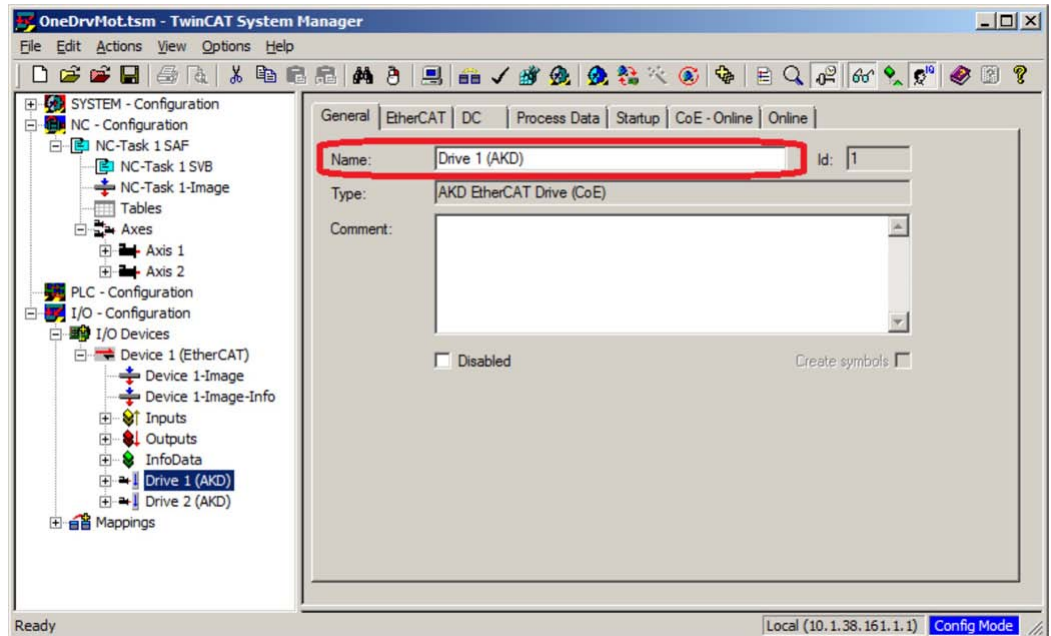 OneDrvMot.tsm - TwinCAT System Manager
File Edit Actions View Options Help
SYSTEM - Configuration
NC - Configuration
NC-Task 1 SAF
NC-Task 1 SVB
NC-Task 1-Image
Tables
Axes
Axis 1
Axis 2
PLC - Configuration
I/O - Configuration
I/O Devices
Device 1 (EtherCAT)
Device 1-Image
Device 1-Image-Info
Inputs
Outputs
InfoData
Drive 1 (AKD)
Drive 2 (AKD)
Mappings
General EtherCAT DC Process Data Startup CoE - Online Online
Name: Drive 1 (AKD) Id: 1
Type: AKD EtherCAT Drive (CoE)
Comment:
Disabled Create symbols
Ready Local (10.1.38.161.1.1) Config Mode